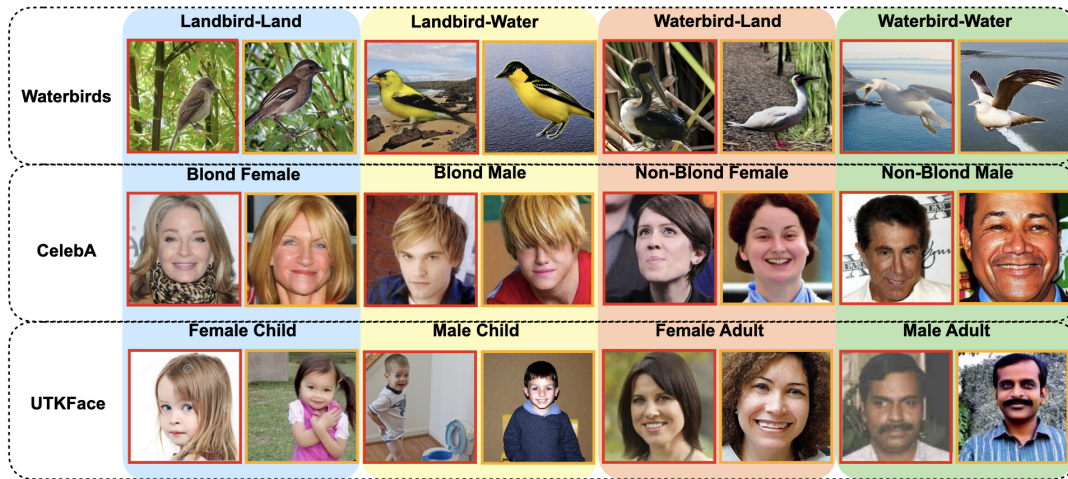 Landbird-Land
Landbird-Water
Waterbird-Land
Waterbird-Water
Waterbirds
Blond Female
Blond Male
Non-Blond Female
Non-Blond Male
CelebA
Female Child
Male Child
Female Adult
Male Adult
UTKFace